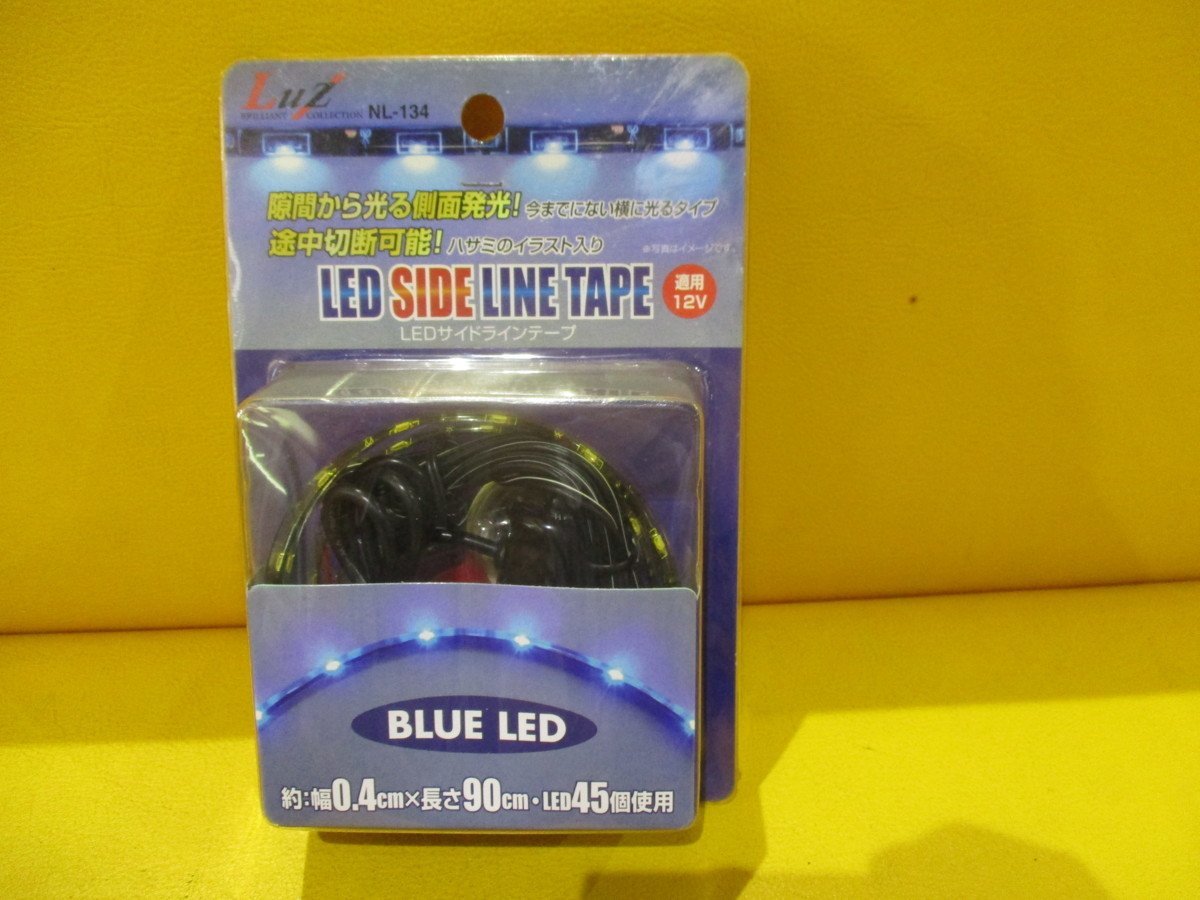 Luz
BRILLIANT COLLECTION NL-134
隙間から光る側面発光! 今までにない横に光るタイプ
途中切断可能! ハサミのイラスト入り ※写真はイメージです
LED SIDE LINE TAPE 適用 12V
LEDサイドラインテープ
BLUE LED
約:幅0.4cm×長さ90cm・LED45個使用